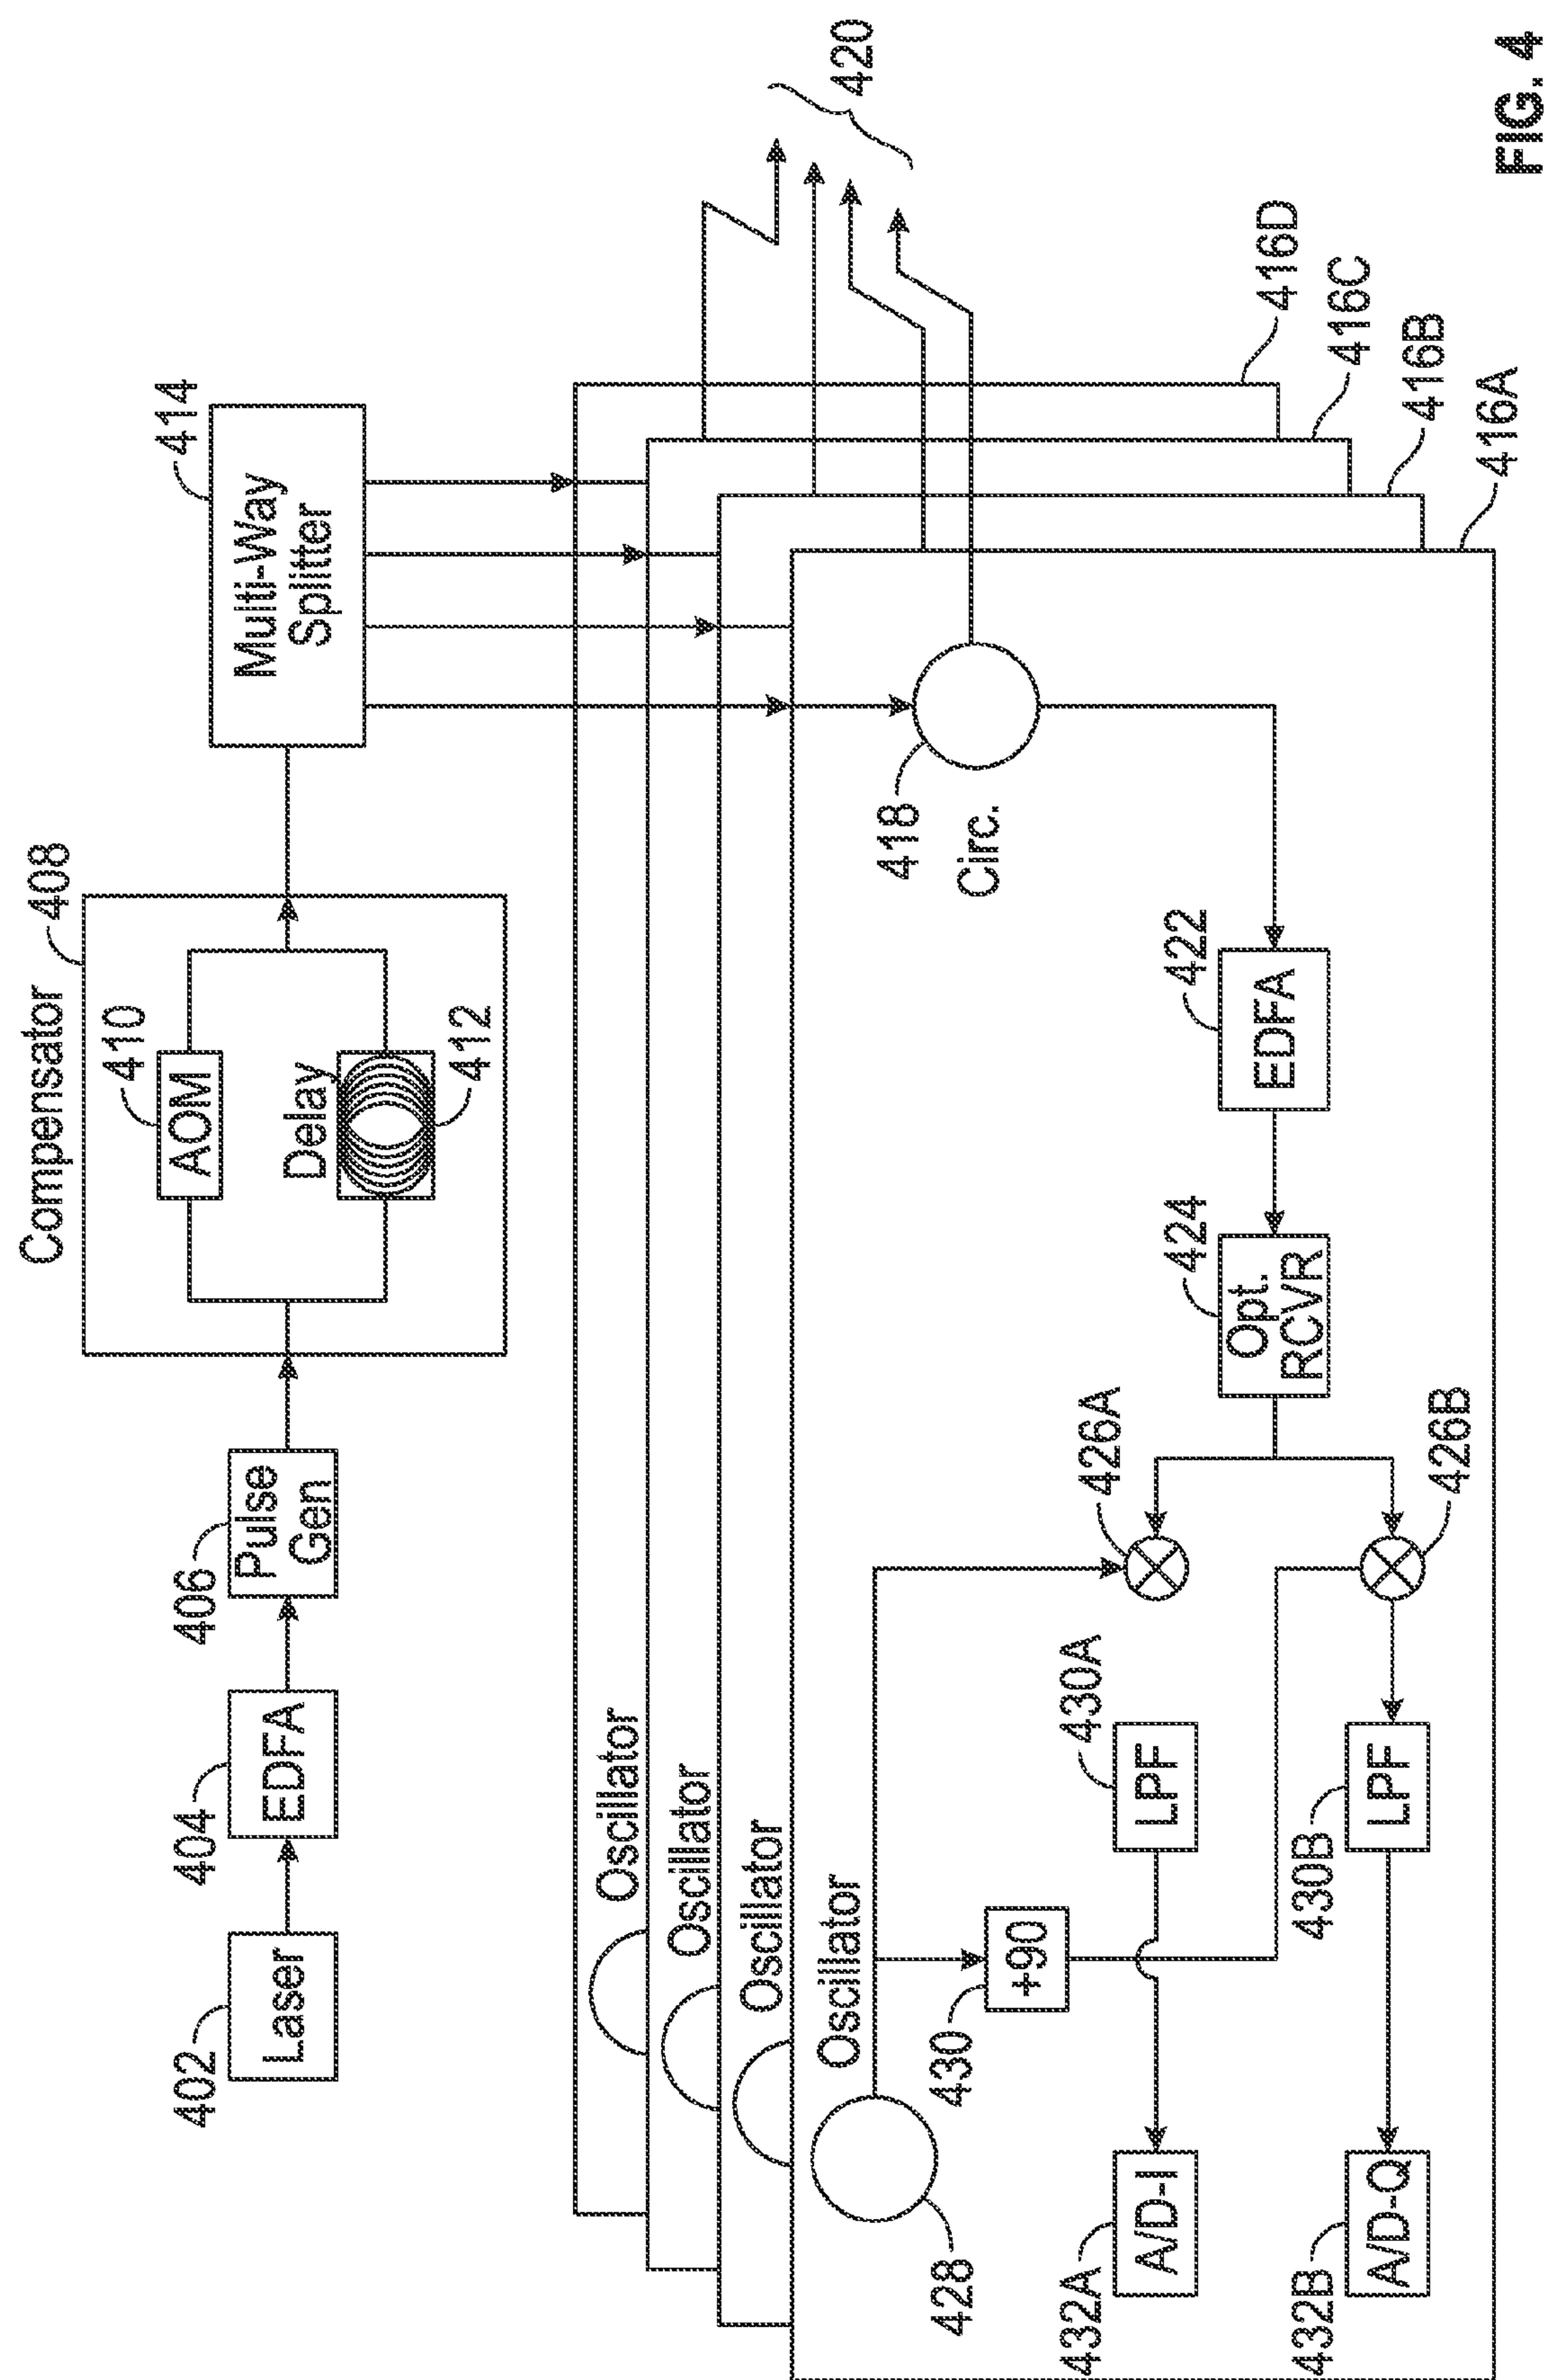 Compensator
408
410
AOM
Delay
412
402
Laser
404
EDFA
406
Pulse
Gen
414
Multi-Way
Splitter
Oscillator
Oscillator
Oscillator
Oscillator
428
430
+90
418
Circ.
420
432A
A/D-I
430A
LPF
426A
424
Opt.
RCVR
422
EDFA
432B
A/D-Q
430B
LPF
426B
416D
416C
416B
416A
FIG. 4